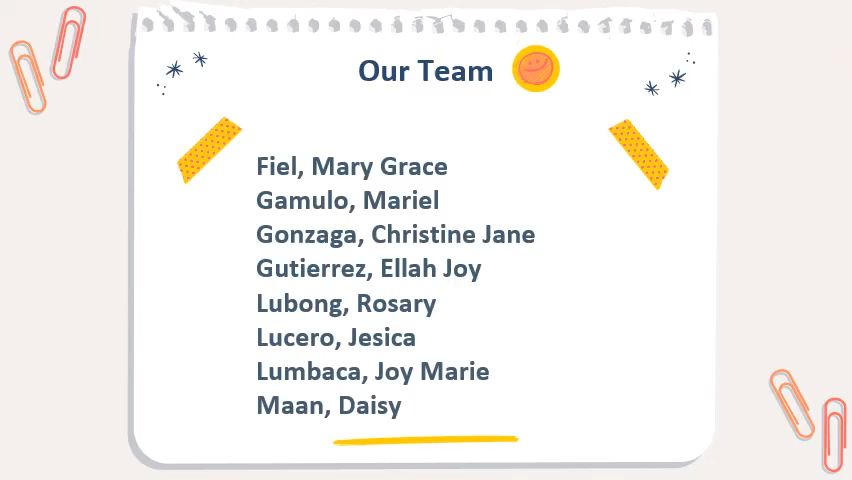 Our Team
Fiel, Mary Grace
Gamulo, Mariel
Gonzaga, Christine Jane
Gutierrez, Ellah Joy
Lubong, Rosary
Lucero, Jesica
Lumbaca, Joy Marie
Maan, Daisy